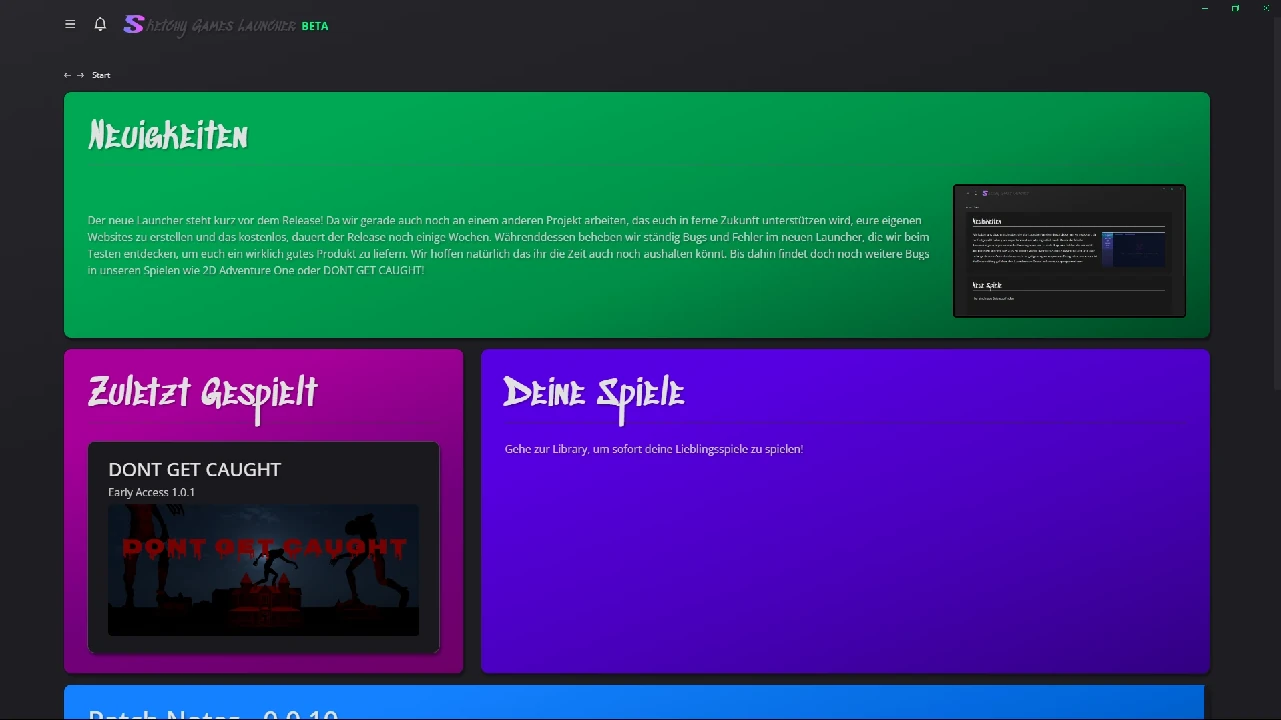 Sketchy Games Launcher BETA
Start
Neuigkeiten
Der neue Launcher steht kurz vor dem Release! Da wir gerade auch noch an einem anderen Projekt arbeiten, das euch in ferne Zukunft unterstützen wird, eure eigenen
Websites zu erstellen und das kostenlos, dauert der Release noch einige Wochen. Währenddessen beheben wir ständig Bugs und Fehler im neuen Launcher, die wir beim
Testen entdecken, um euch ein wirklich gutes Produkt zu liefern. Wir hoffen natürlich das ihr die Zeit auch noch aushalten könnt. Bis dahin findet doch noch weitere Bugs
in unseren Spielen wie 2D Adventure One oder DONT GET CAUGHT!
Neuigkeiten
Neue Spiele
Zuletzt Gespielt
DONT GET CAUGHT
Early Access 1.0.1
DONT GET CAUGHT
Deine Spiele
Gehe zur Library, um sofort deine Lieblingsspiele zu spielen!
Patch Notes - 0.0.10